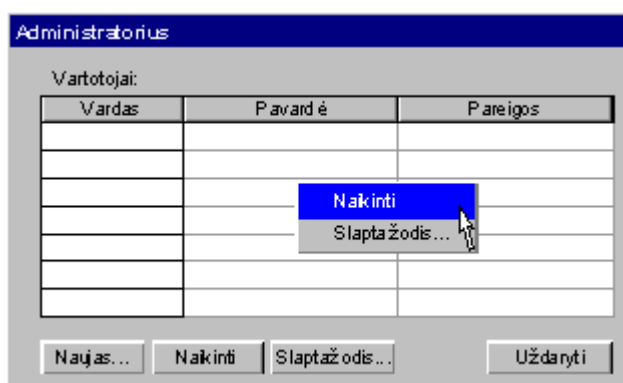 Administratorius
Vartotojai:
Vardas Pavardė Pareigos
Naikinti
Slaptažodis...
Naujas... Naikinti Slaptažodis... Uždaryti